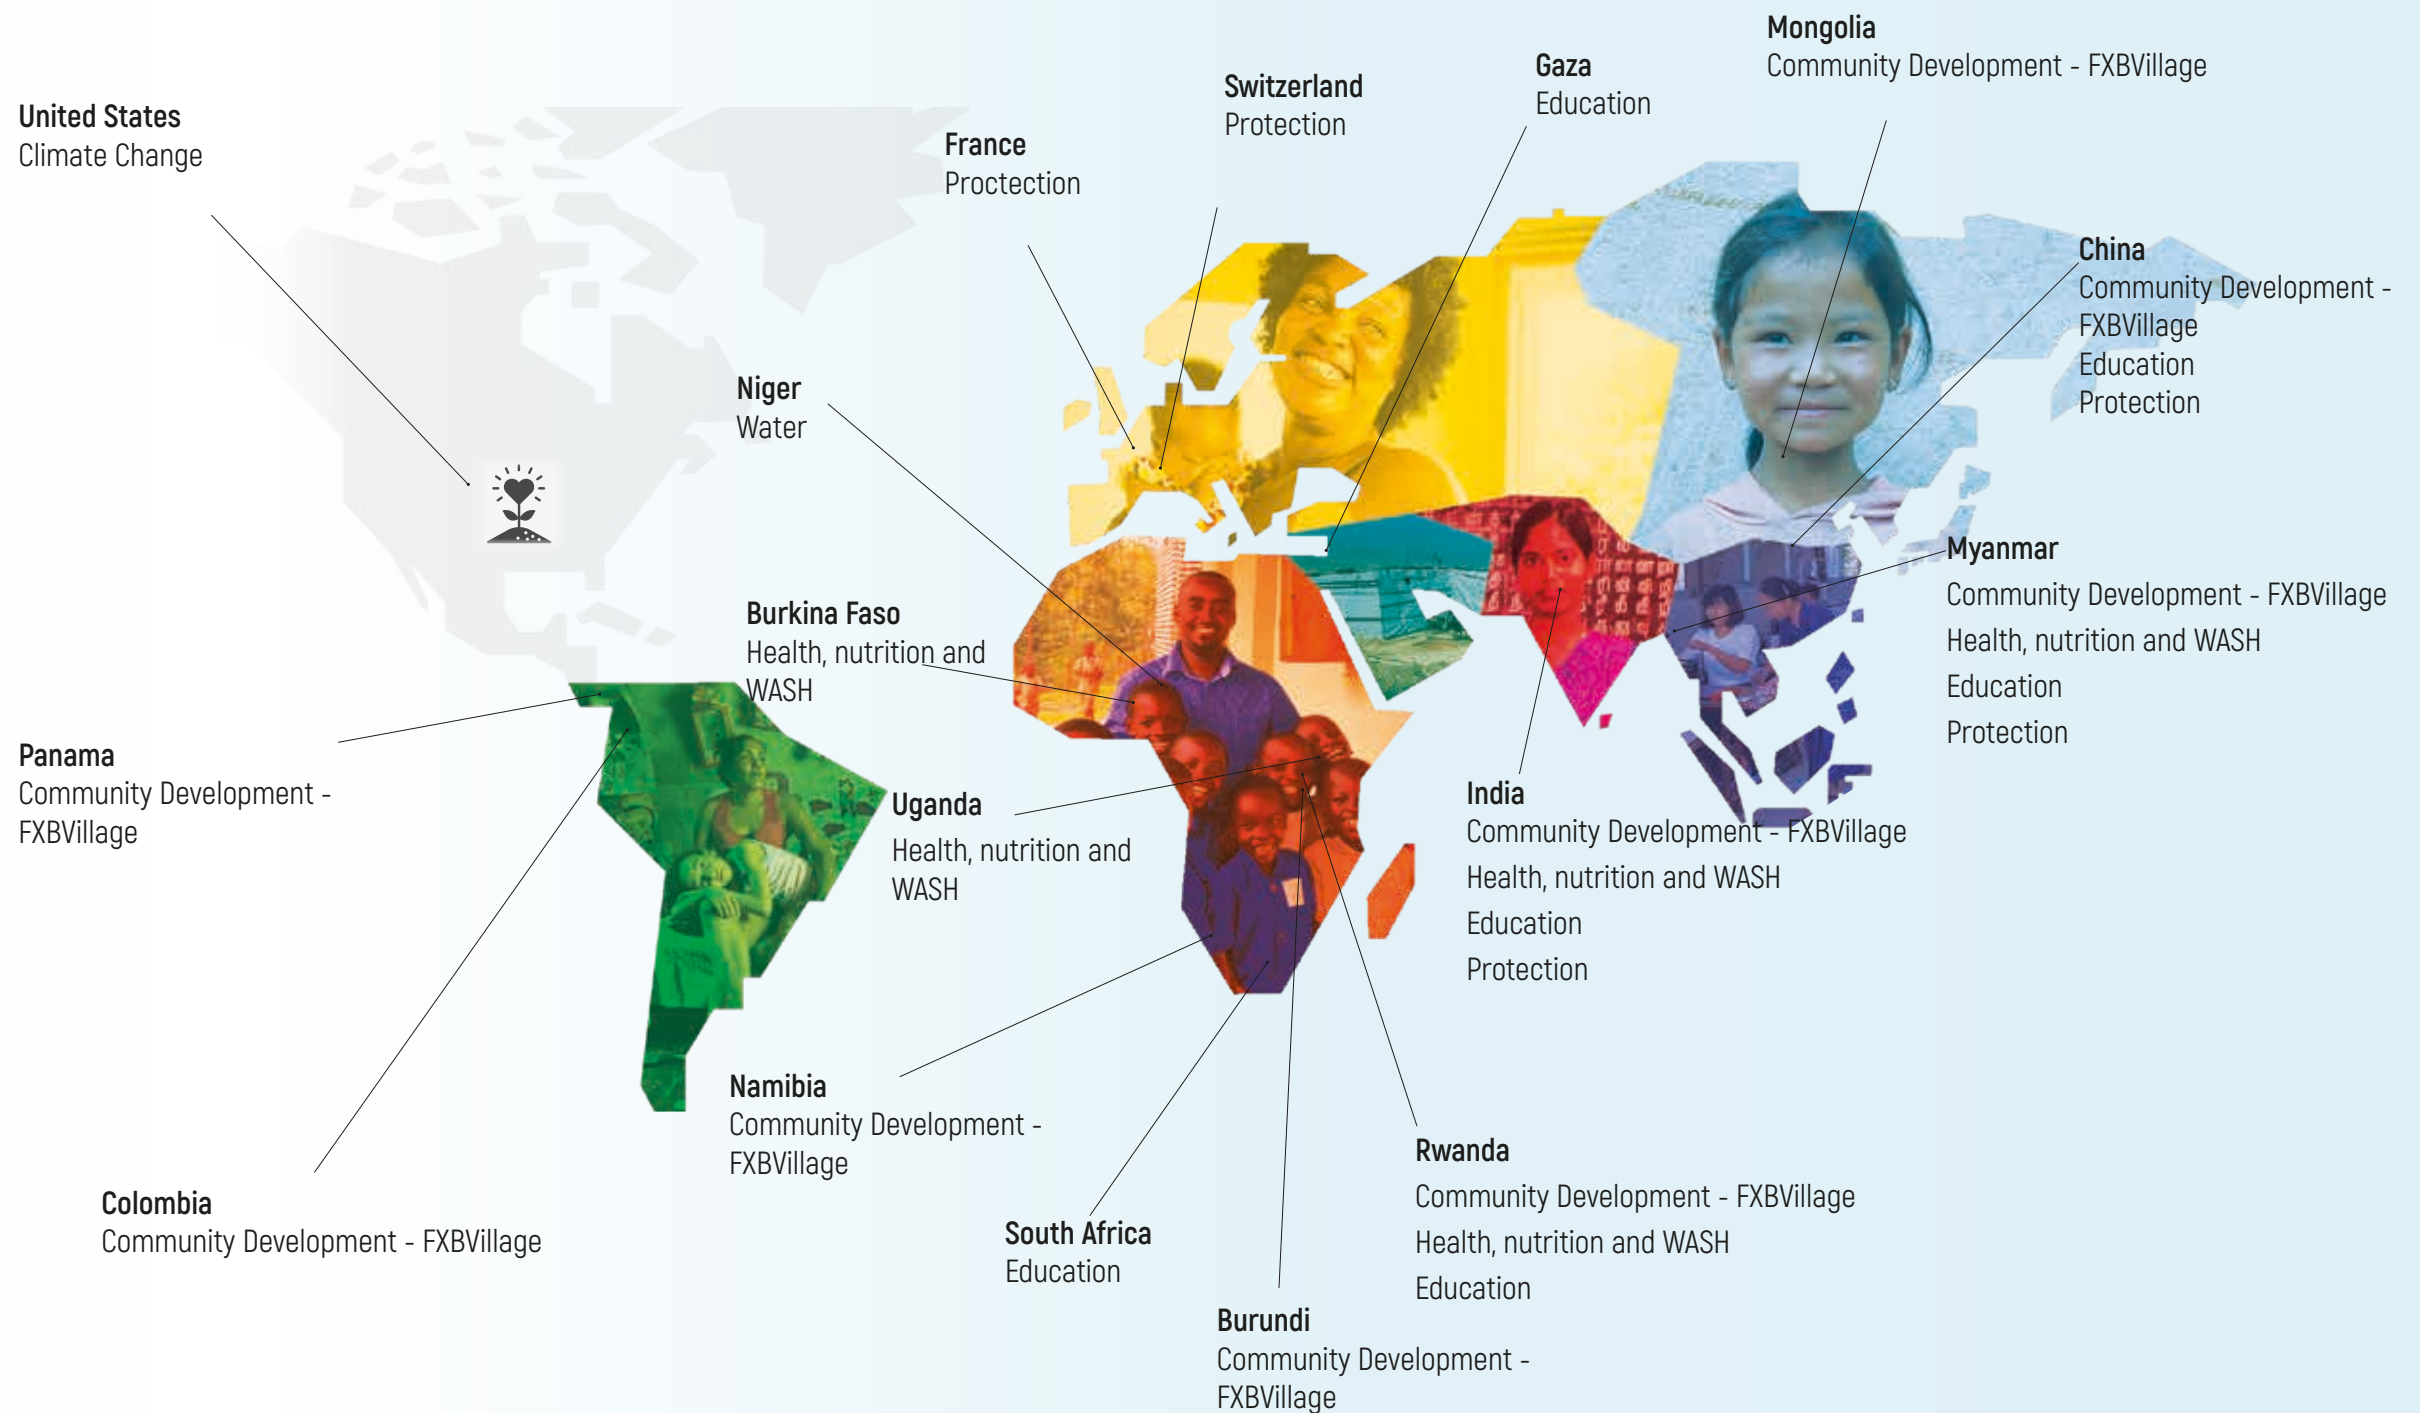 United States
Climate Change
France
Proctection
Switzerland
Protection
Gaza
Education
Mongolia
Community Development - FXBVillage
China
Community Development -
FXBVillage
Education
Protection
Niger
Water
Burkina Faso
Health, nutrition and
WASH
Myanmar
Community Development - FXBVillage
Health, nutrition and WASH
Education
Protection
Panama
Community Development -
FXBVillage
Uganda
Health, nutrition and
WASH
India
Community Development - FXBVillage
Health, nutrition and WASH
Education
Protection
Namibia
Community Development -
FXBVillage
Colombia
Community Development - FXBVillage
South Africa
Education
Rwanda
Community Development - FXBVillage
Health, nutrition and WASH
Education
Burundi
Community Development -
FXBVillage